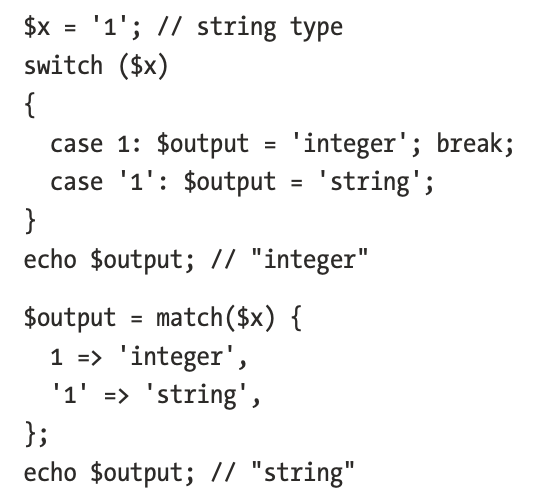 $x = '1'; // string type
switch ($x)
{
  case 1: $output = 'integer'; break;
  case '1': $output = 'string';
}
echo $output; // "integer"
$output = match($x) {
  1 => 'integer',
  '1' => 'string',
};
echo $output; // "string"